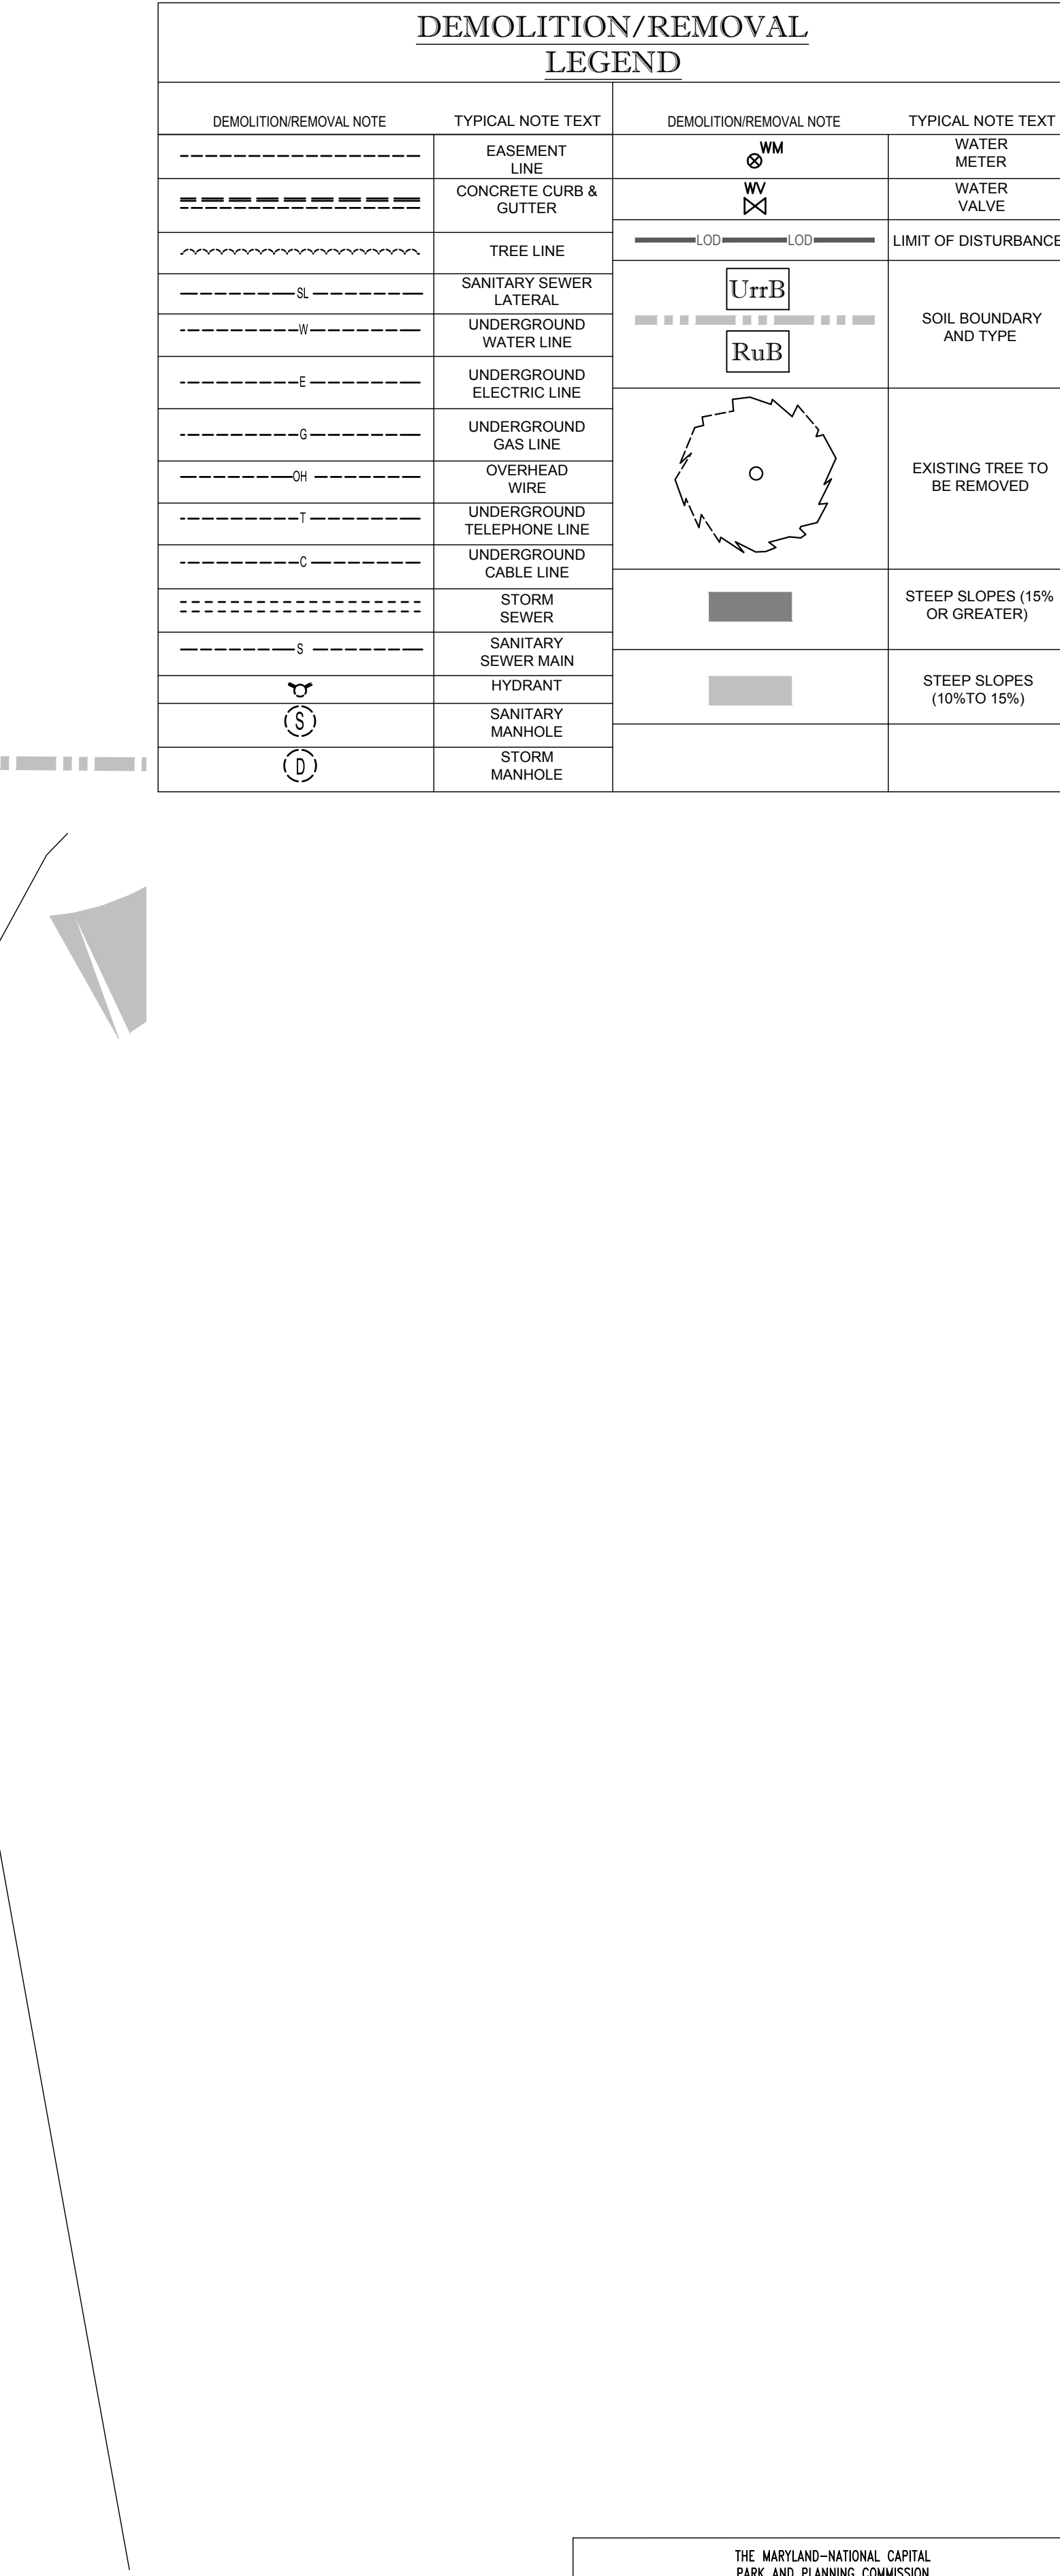 DEMOLITION/REMOVAL
LEGEND
DEMOLITION/REMOVAL NOTE
TYPICAL NOTE TEXT
EASEMENT
LINE
CONCRETE CURB &
GUTTER
TREE LINE
SL
SANITARY SEWER
LATERAL
W
UNDERGROUND
WATER LINE
E
UNDERGROUND
ELECTRIC LINE
G
UNDERGROUND
GAS LINE
OH
OVERHEAD
WIRE
T
UNDERGROUND
TELEPHONE LINE
C
UNDERGROUND
CABLE LINE
STORM
SEWER
S
SANITARY
SEWER MAIN
HYDRANT
S
SANITARY
MANHOLE
D
STORM
MANHOLE
DEMOLITION/REMOVAL NOTE
TYPICAL NOTE TEXT
WM
WATER
METER
WV
WATER
VALVE
LOD LOD
LIMIT OF DISTURBANCE
UrrB
RuB
SOIL BOUNDARY
AND TYPE
EXISTING TREE TO
BE REMOVED
STEEP SLOPES (15%
OR GREATER)
STEEP SLOPES
(10%TO 15%)
THE MARYLAND-NATIONAL CAPITAL
PARK AND PLANNING COMMISSION